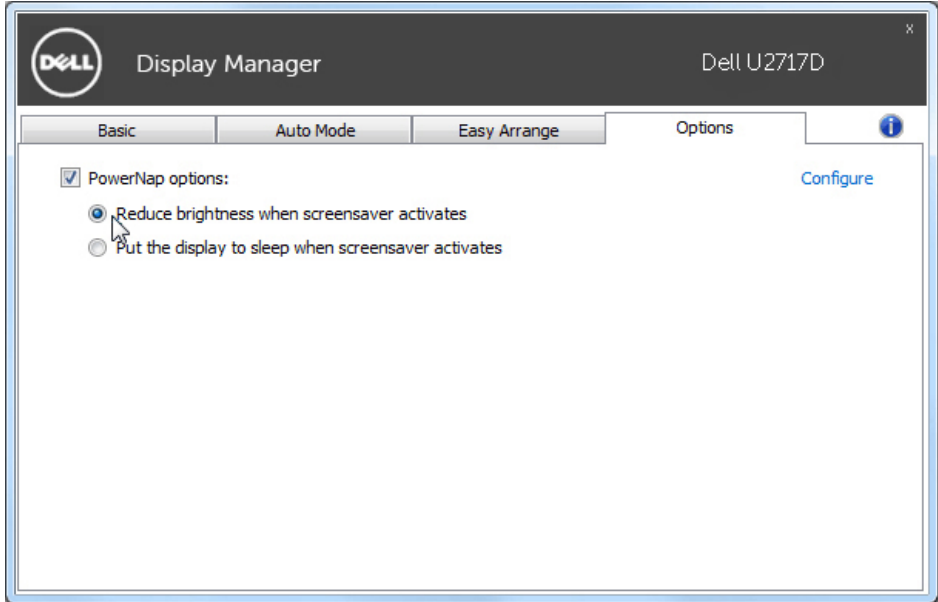 x
DELL
Display Manager
Dell U2717D
Basic
Auto Mode
Easy Arrange
Options
i
PowerNap options:
Configure
Reduce brightness when screensaver activates
Put the display to sleep when screensaver activates